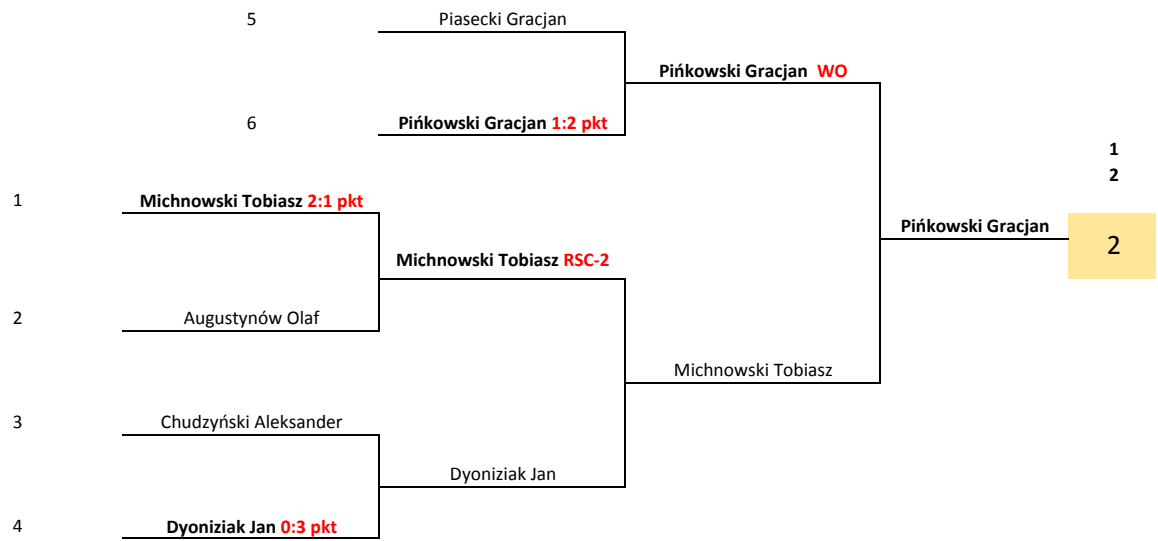 5 Piasecki Gracjan
Pińkowski Gracjan WO
6 Pińkowski Gracjan 1:2 pkt
1
2
1 Michnowski Tobiasz 2:1 pkt
Pińkowski Gracjan
2
Michnowski Tobiasz RSC-2
2 Augustynów Olaf
Michnowski Tobiasz
3 Chudzyński Aleksander
Dyoniziak Jan
4 Dyoniziak Jan 0:3 pkt